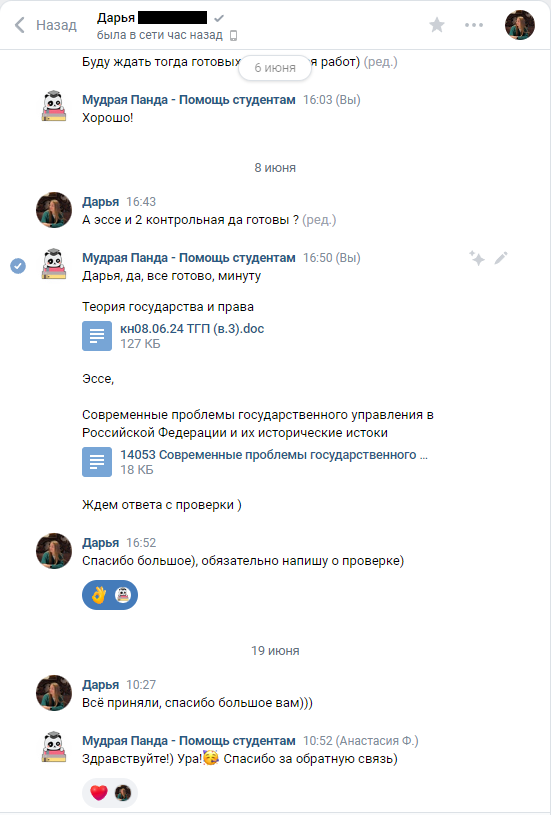 Назад
Дарья
была в сети час назад
Буду ждать тогда готовых работ) (ред.)
6 июня
Мудрая Панда - Помощь студентам 16:03 (Вы)
Хорошо!
8 июня
Дарья 16:43
А эссе и 2 контрольная да готовы ? (ред.)
Мудрая Панда - Помощь студентам 16:50 (Вы)
Дарья, да, все готово, минуту
Теория государства и права
кн08.06.24 ТГП (в.3).doc
127 КБ
Эссе,
Современные проблемы государственного управления в
Российской Федерации и их исторические истоки
14053 Современные проблемы государственного ...
18 КБ
Ждем ответа с проверки )
Дарья 16:52
Спасибо большое), обязательно напишу о проверке)
19 июня
Дарья 10:27
Всё приняли, спасибо большое вам)))
Мудрая Панда - Помощь студентам 10:52 (Анастасия Ф.)
Здравствуйте!) Ура!🥳 Спасибо за обратную связь)